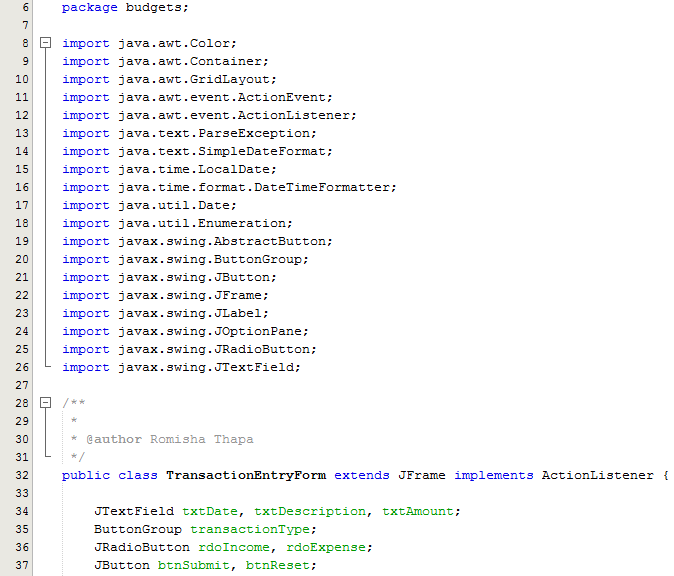 6 package budgets;
7
8 import java.awt.Color;
9 import java.awt.Container;
10 import java.awt.GridLayout;
11 import java.awt.event.ActionEvent;
12 import java.awt.event.ActionListener;
13 import java.text.ParseException;
14 import java.text.SimpleDateFormat;
15 import java.time.LocalDate;
16 import java.time.format.DateTimeFormatter;
17 import java.util.Date;
18 import java.util.Enumeration;
19 import javax.swing.AbstractButton;
20 import javax.swing.ButtonGroup;
21 import javax.swing.JButton;
22 import javax.swing.JFrame;
23 import javax.swing.JLabel;
24 import javax.swing.JOptionPane;
25 import javax.swing.JRadioButton;
26 import javax.swing.JTextField;
27
28 /**
29  *
30  * @author Romisha Thapa
31  */
32 public class TransactionEntryForm extends JFrame implements ActionListener {
33
34     JTextField txtDate, txtDescription, txtAmount;
35     ButtonGroup transactionType;
36     JRadioButton rdoIncome, rdoExpense;
37     JButton btnSubmit, btnReset;